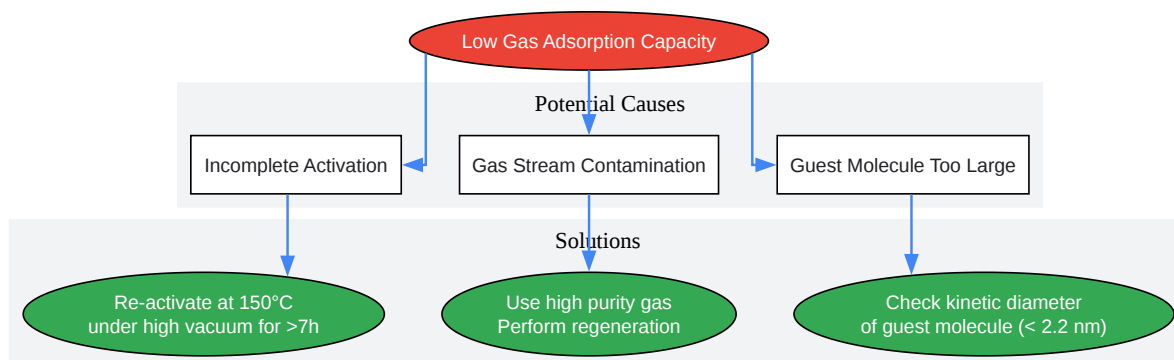 Low Gas Adsorption Capacity
Potential Causes
Incomplete Activation
Gas Stream Contamination
Guest Molecule Too Large
Solutions
Re-activate at 150°C
under high vacuum for >7h
Use high purity gas
Perform regeneration
Check kinetic diameter
of guest molecule (< 2.2 nm)